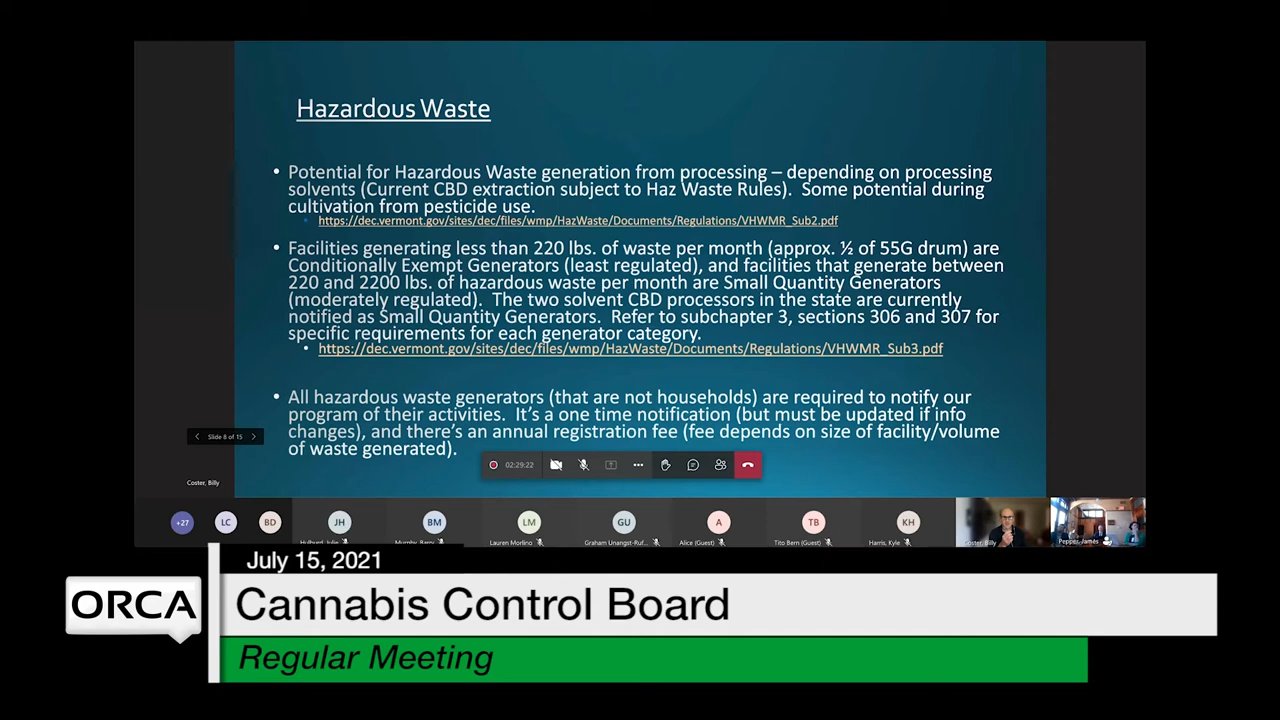 Hazardous Waste
• Potential for Hazardous Waste generation from processing – depending on processing
solvents (Current CBD extraction subject to Haz Waste Rules). Some potential during
cultivation from pesticide use.
• https://dec.vermont.gov/sites/dec/files/wmp/HazWaste/Documents/Regulations/VHWMR_Sub2.pdf
• Facilities generating less than 220 lbs. of waste per month (approx. ½ of 55G drum) are
Conditionally Exempt Generators (least regulated), and facilities that generate between
220 and 2200 lbs. of hazardous waste per month are Small Quantity Generators
(moderately regulated). The two solvent CBD processors in the state are currently
notified as Small Quantity Generators. Refer to subchapter 3, sections 306 and 307 for
specific requirements for each generator category.
• https://dec.vermont.gov/sites/dec/files/wmp/HazWaste/Documents/Regulations/VHWMR_Sub3.pdf
• All hazardous waste generators (that are not households) are required to notify our
program of their activities. It's a one time notification (but must be updated if info
changes), and there's an annual registration fee (fee depends on size of facility/volume
of waste generated).
Slide 8 of 15
02:29:22
Coster, Billy
+27 LC BD JH BM LM GU A TB KH
Hulburd, Julie Murphy, Barry Lauren Morlino Graham Unangst-Ruf... Alice (Guest) Tito Bern (Guest) Harris, Kyle Coster, Billy Pepper, James
July 15, 2021
ORCA
Cannabis Control Board
Regular Meeting